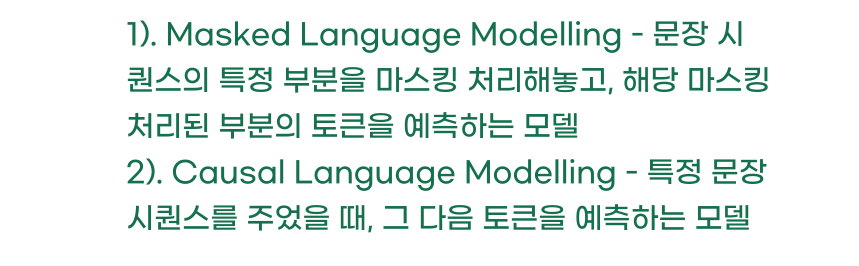 1). Masked Language Modelling - 문장 시
퀀스의 특정 부분을 마스킹 처리해놓고, 해당 마스킹
처리된 부분의 토큰을 예측하는 모델
2). Causal Language Modelling - 특정 문장
시퀀스를 주었을 때, 그 다음 토큰을 예측하는 모델